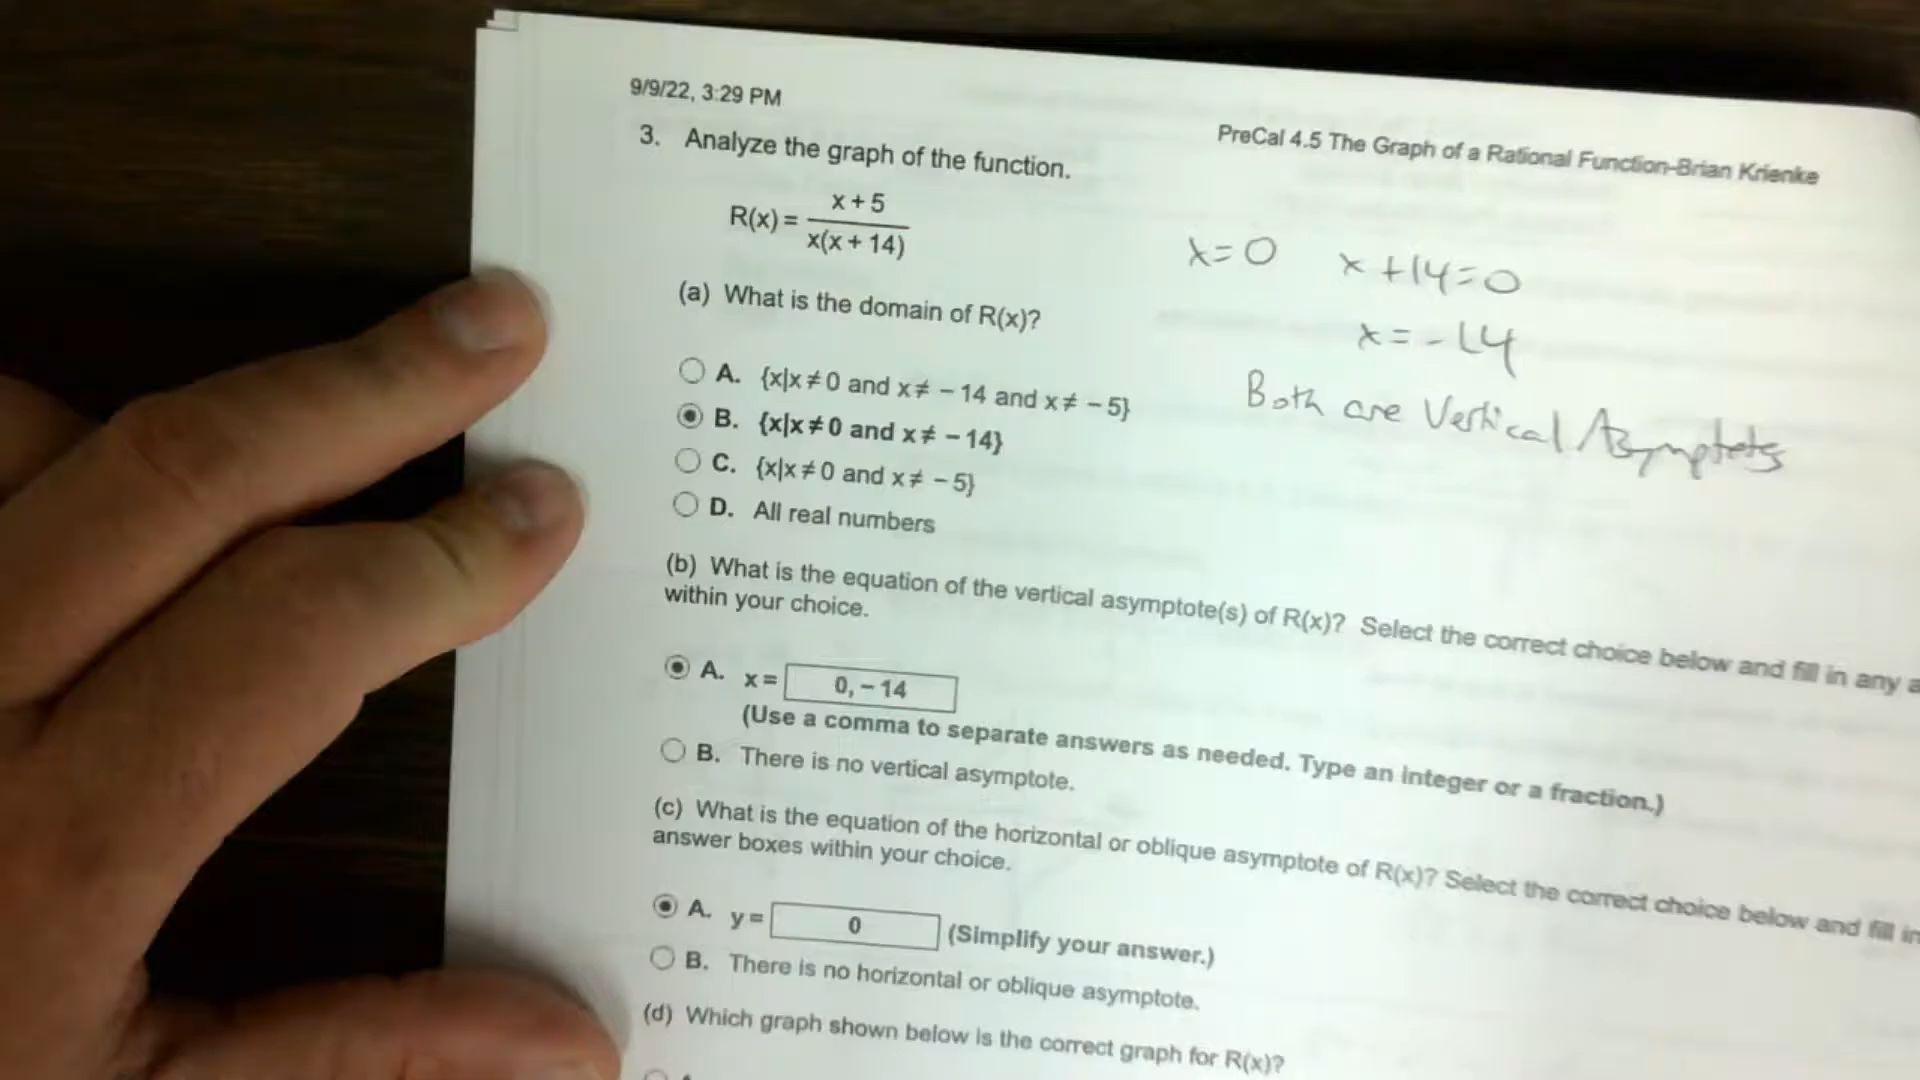 9/9/22, 3:29 PM
PreCal 4.5 The Graph of a Rational Function-Brian Krienke
3. Analyze the graph of the function.
R(x) = x + 5
x(x + 14)
x=0 x+14=0
x=-14
Both are Vertical Asymptotes
(a) What is the domain of R(x)?
A. {x|x ≠ 0 and x ≠ − 14 and x ≠ − 5}
B. {x|x ≠ 0 and x ≠ − 14}
C. {x|x ≠ 0 and x ≠ − 5}
D. All real numbers
(b) What is the equation of the vertical asymptote(s) of R(x)? Select the correct choice below and fill in any
within your choice.
A. x = 0, − 14
(Use a comma to separate answers as needed. Type an integer or a fraction.)
B. There is no vertical asymptote.
(c) What is the equation of the horizontal or oblique asymptote of R(x)? Select the correct choice below and fill in
answer boxes within your choice.
A. y = 0 (Simplify your answer.)
B. There is no horizontal or oblique asymptote.
(d) Which graph shown below is the correct graph for R(x)?